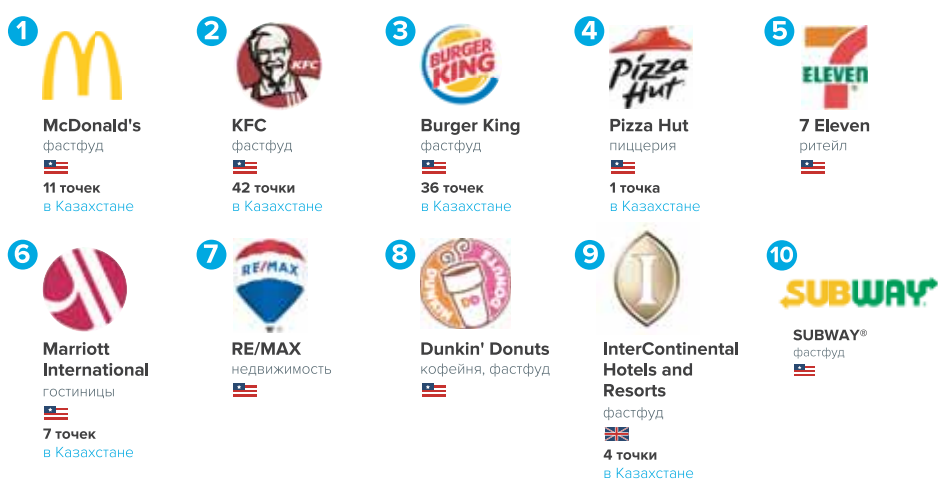 1
McDonald's
фастфуд
11 точек
в Казахстане
2
KFC
KFC
фастфуд
42 точки
в Казахстане
3
BURGER
KING
Burger King
фастфуд
36 точек
в Казахстане
4
Pizza
Hut
Pizza Hut
пиццерия
1 точка
в Казахстане
5
7
ELEVEN
7 Eleven
ритейл
6
Marriott
International
гостиницы
7 точек
в Казахстане
7
RE/MAX
RE/MAX
недвижимость
8
DUNKIN' DONUTS
DD
Dunkin' Donuts
кофейня, фастфуд
9
I
InterContinental
Hotels and
Resorts
фастфуд
4 точки
в Казахстане
10
SUBWAY
SUBWAY®
фастфуд